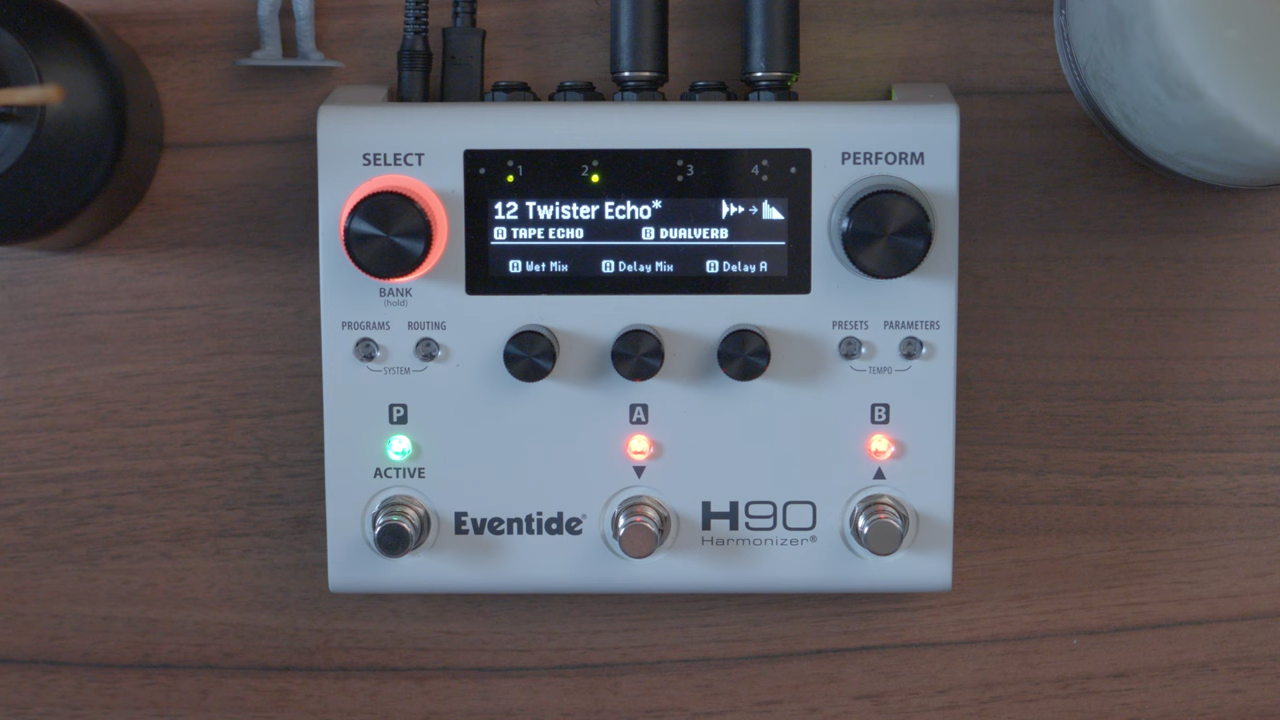 SELECT
PERFORM
1 2 3 4
12 Twister Echo*
A TAPE ECHO B DUALVERB
A Wet Mix A Delay Mix A Delay A
BANK
(hold)
PROGRAMS ROUTING
PRESETS PARAMETERS
SYSTEM
TEMPO
P A B
ACTIVE
Eventide®
H90
Harmonizer®